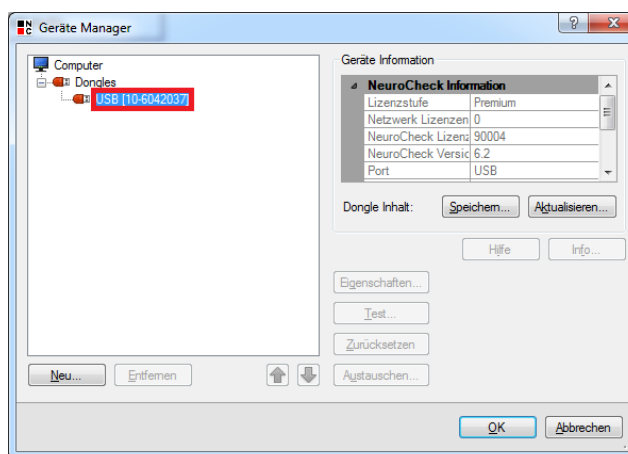 Geräte Manager
Computer
Dongles
USB [10-6042037]
Neu...
Entfernen
Geräte Information
NeuroCheck Information
Lizenzstufe Premium
Netzwerk Lizenzen 0
NeuroCheck Lizenz 90004
NeuroCheck Versic 6.2
Port USB
Dongle Inhalt: Speichern... Aktualisieren...
Hilfe Info...
Eigenschaften...
Test...
Zurücksetzen
Austauschen...
OK Abbrechen